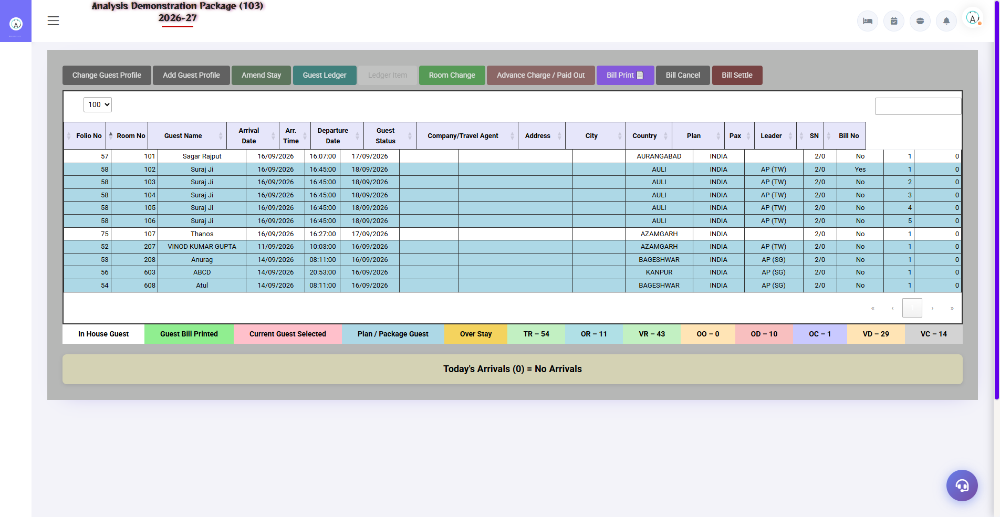 Analysis Demonstration Package (103)
2026-27
Change Guest Profile Add Guest Profile Amend Stay Guest Ledger Ledger Item Room Change Advance Charge / Paid Out Bill Print Bill Cancel Bill Settle
100
Folio No Room No Guest Name Arrival Date Arr. Time Departure Date Guest Status Company/Travel Agent Address City Country Plan Pax Leader SN Bill No
57 101 Sagar Rajput 16/09/2026 16:07:00 17/09/2026 AURANGABAD INDIA 2/0 No 1 0
58 102 Suraj Ji 16/09/2026 16:45:00 18/09/2026 AULI INDIA AP (TW) 2/0 Yes 1 0
58 103 Suraj Ji 16/09/2026 16:45:00 18/09/2026 AULI INDIA AP (TW) 2/0 No 2 0
58 104 Suraj Ji 16/09/2026 16:45:00 18/09/2026 AULI INDIA AP (TW) 2/0 No 3 0
58 105 Suraj Ji 16/09/2026 16:45:00 18/09/2026 AULI INDIA AP (TW) 2/0 No 4 0
58 106 Suraj Ji 16/09/2026 16:45:00 18/09/2026 AULI INDIA AP (TW) 2/0 No 5 0
75 107 Thanos 16/09/2026 16:27:00 17/09/2026 AZAMGARH INDIA 2/0 No 1 0
52 207 VINOD KUMAR GUPTA 11/09/2026 10:03:00 16/09/2026 AZAMGARH INDIA AP (TW) 2/0 No 1 0
53 208 Anurag 14/09/2026 08:11:00 16/09/2026 BAGESHWAR INDIA AP (SG) 2/0 No 1 0
56 603 ABCD 14/09/2026 20:53:00 16/09/2026 KANPUR INDIA AP (SG) 2/0 No 1 0
54 608 Atul 14/09/2026 08:11:00 16/09/2026 BAGESHWAR INDIA AP (SG) 2/0 No 1 0
« ‹ › »
In House Guest Guest Bill Printed Current Guest Selected Plan / Package Guest Over Stay TR – 54 OR – 11 VR – 43 OO – 0 OD – 10 OC – 1 VD – 29 VC – 14
Today's Arrivals (0) = No Arrivals